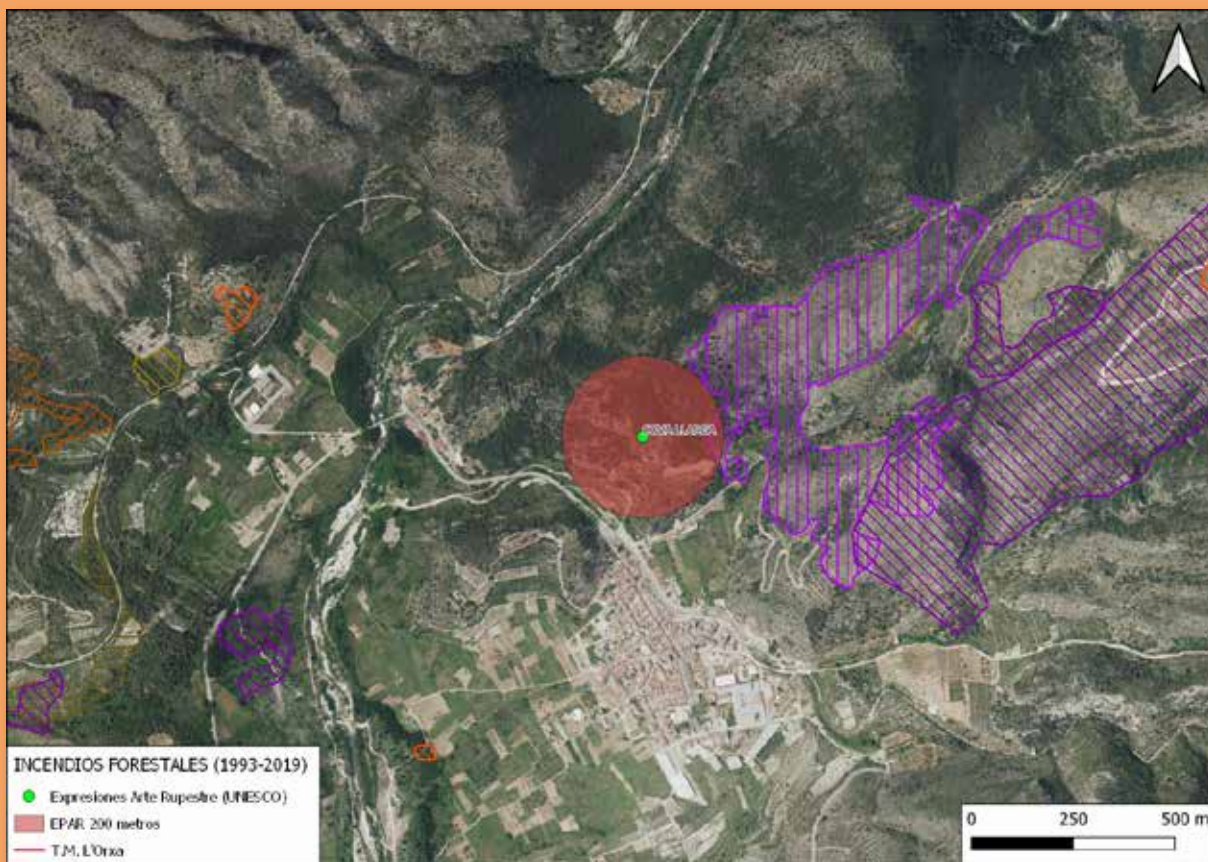 INCENDIOS FORESTALES (1993-2019)
Expresiones Arte Rupestre (UNESCO)
EPAR 200 metros
T.M. L'Orxa
0 250 500 m